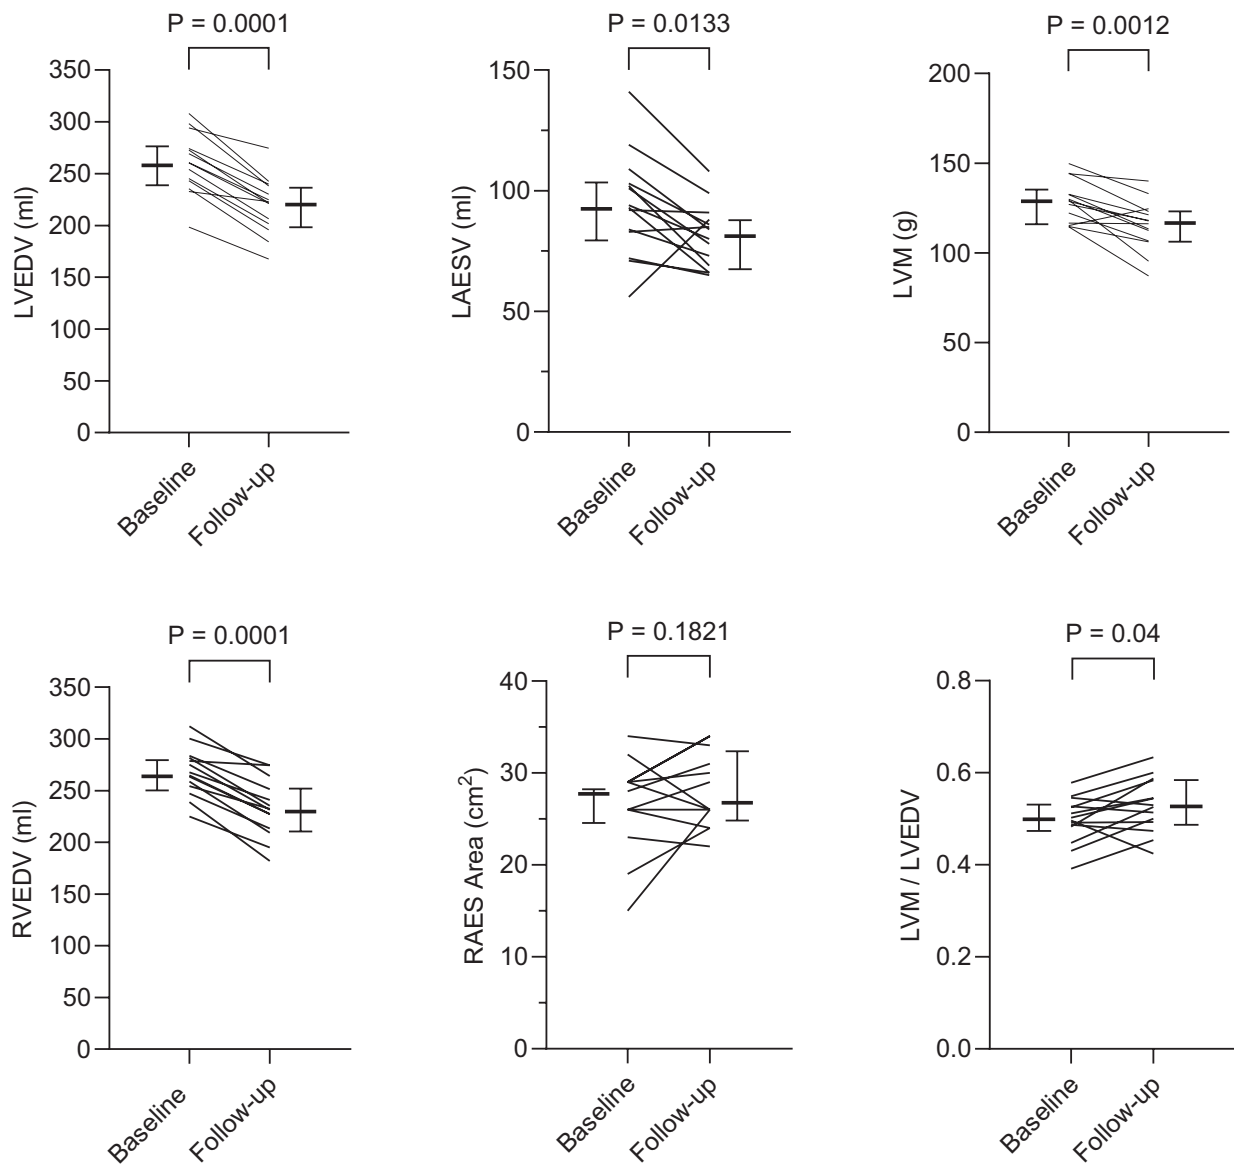 P = 0.0001
350
300
250
200
150
100
50
0
LVEDV (ml)
Baseline
Follow-up
P = 0.0133
150
100
50
0
LAESV (ml)
Baseline
Follow-up
P = 0.0012
200
150
100
50
0
LVM (g)
Baseline
Follow-up
P = 0.0001
350
300
250
200
150
100
50
0
RVEDV (ml)
Baseline
Follow-up
P = 0.1821
40
30
20
10
0
RAES Area (cm²)
Baseline
Follow-up
P = 0.04
0.8
0.6
0.4
0.2
0.0
LVM / LVEDV
Baseline
Follow-up